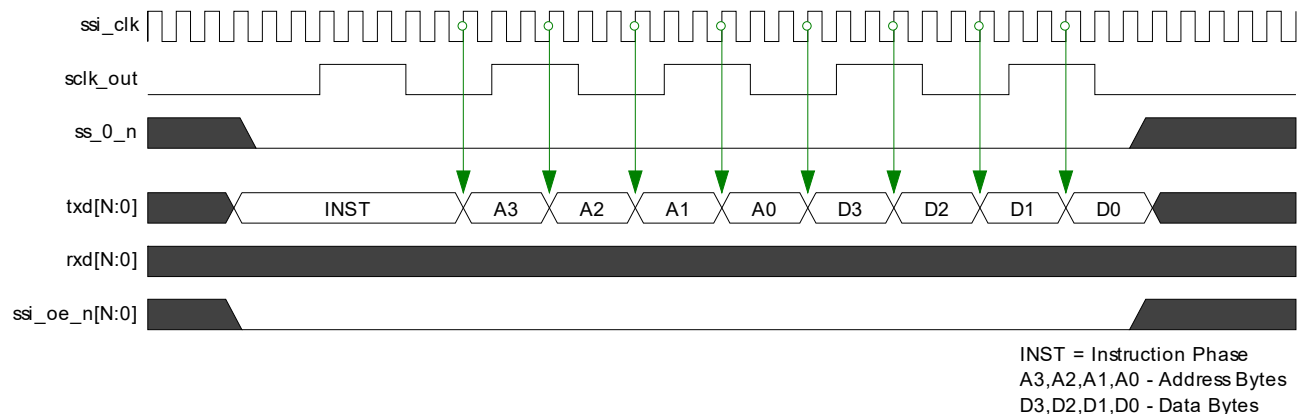 ssi_clk
sclk_out
ss_0_n
txd[N:0] INST A3 A2 A1 A0 D3 D2 D1 D0
rxd[N:0]
ssi_oe_n[N:0]
INST = Instruction Phase
A3,A2,A1,A0 - Address Bytes
D3,D2,D1,D0 - Data Bytes